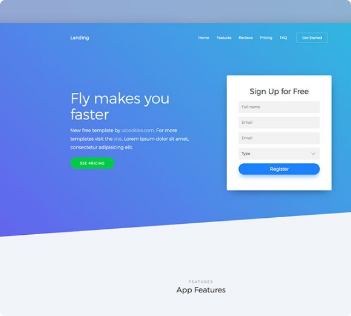 Landing
Home Features Reviews Pricing FAQ Get Started
Fly makes you
faster
New free template by uicookies.com. For more
templates visit the site. Lorem ipsum dolor sit amet,
consectetur adipisicing elit.
SEE PRICING
Sign Up for Free
Full name
Email
Email
Type
Register
FEATURES
App Features